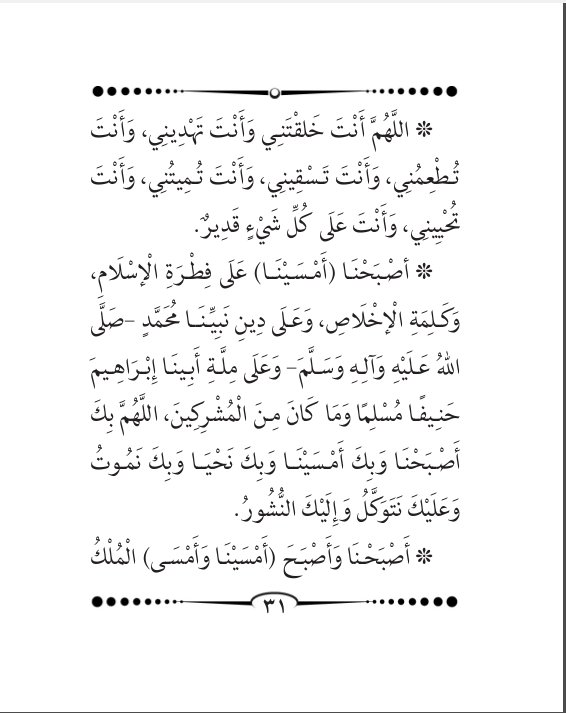 ❊ اللَّهُمَّ أَنْتَ خَلَقْتَنِي وَأَنْتَ تَهْدِينِي، وَأَنْتَ
تُطْعِمُنِي، وَأَنْتَ تَسْقِينِي، وَأَنْتَ تُمِيتُنِي، وَأَنْتَ
تُحْيِينِي، وَأَنْتَ عَلَى كُلِّ شَيْءٍ قَدِيرٌ.
❊ أَصْبَحْنَا (أَمْسَيْنَا) عَلَى فِطْرَةِ الْإِسْلَامِ،
وَكَلِمَةِ الْإِخْلَاصِ، وَعَلَى دِينِ نَبِيِّنَا مُحَمَّدٍ -صَلَّى
اللهُ عَلَيْهِ وَآلِهِ وَسَلَّمَ- وَعَلَى مِلَّةِ أَبِينَا إِبْرَاهِيمَ
حَنِيفًا مُسْلِمًا وَمَا كَانَ مِنَ الْمُشْرِكِينَ، اللَّهُمَّ بِكَ
أَصْبَحْنَا وَبِكَ أَمْسَيْنَا وَبِكَ نَحْيَا وَبِكَ نَمُوتُ
وَعَلَيْكَ نَتَوَكَّلُ وَإِلَيْكَ النُّشُورُ.
❊ أَصْبَحْنَا وَأَصْبَحَ (أَمْسَيْنَا وَأَمْسَى) الْمُلْكُ
٣١